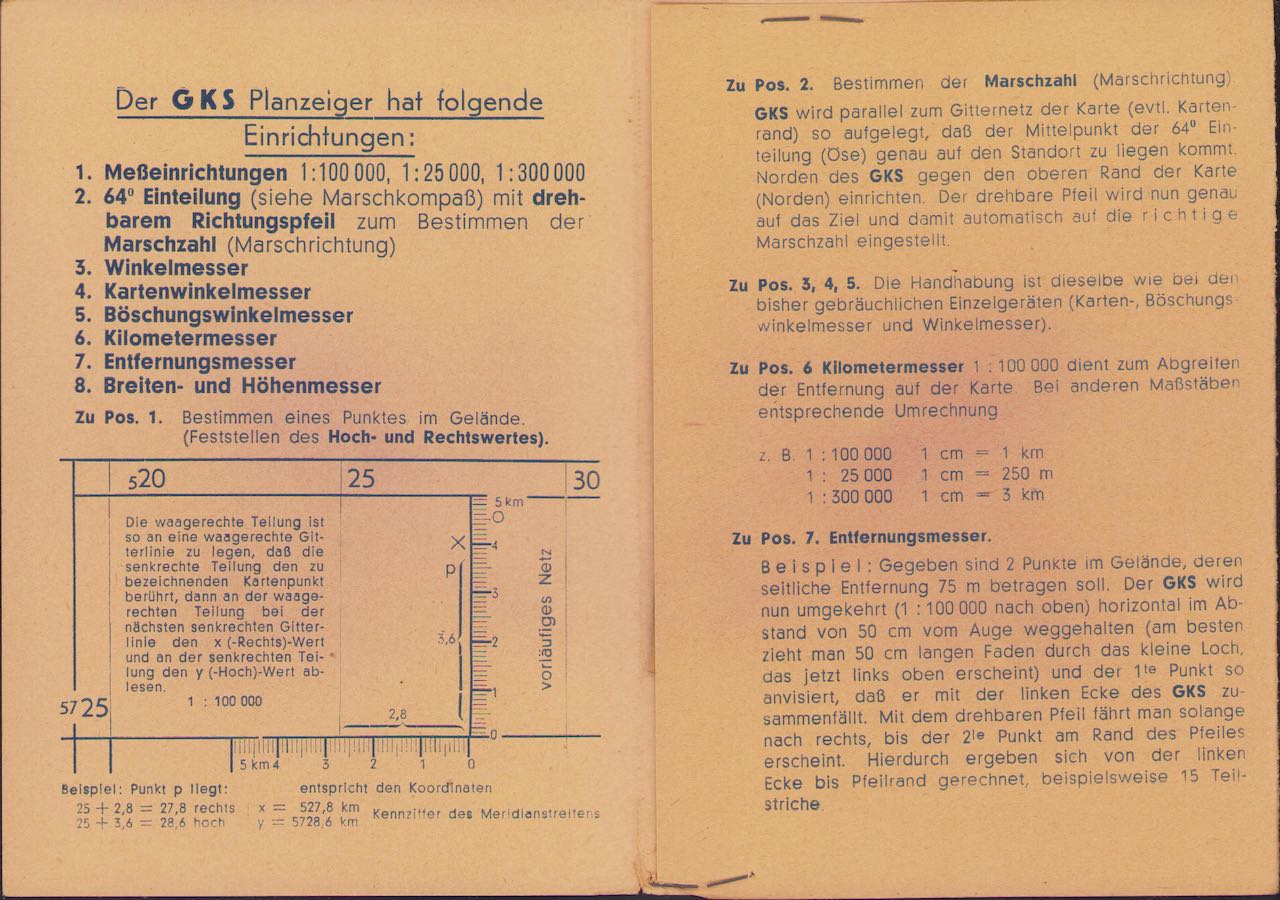 Der GKS Planzeiger hat folgende
Einrichtungen:
1. Meßeinrichtungen 1:100 000, 1:25 000, 1:300 000
2. 64⁰ Einteilung (siehe Marschkompaß) mit dreh-
barem Richtungspfeil zum Bestimmen der
Marschzahl (Marschrichtung)
3. Winkelmesser
4. Kartenwinkelmesser
5. Böschungswinkelmesser
6. Kilometermesser
7. Entfernungsmesser
8. Breiten- und Höhenmesser
Zu Pos. 1. Bestimmen eines Punktes im Gelände.
(Feststellen des Hoch- und Rechtswertes).
520 25 30
Die waagerechte Teilung ist
so an eine waagerechte Git-
terlinie zu legen, daß die
senkrechte Teilung den zu
bezeichnenden Kartenpunkt
berührt, dann an der waage-
rechten Teilung bei der
nächsten senkrechten Gitter-
linie den x (-Rechts)-Wert
und an der senkrechten Tei-
lung den y (-Hoch)-Wert ab-
lesen.
1 : 100 000
5725
5 km
O
X
P
4
3
3,6
2
1
0
2,8
vorläufiges Netz >
5 km 4 3 2 1 0
Beispiel: Punkt p liegt: entspricht den Koordinaten
25 + 2,8 = 27,8 rechts x = 527,8 km
25 + 3,6 = 28,6 hoch y = 5728,6 km
Kennziffer des Meridianstreifens
Zu Pos. 2. Bestimmen der Marschzahl (Marschrichtung)
GKS wird parallel zum Gitternetz der Karte (evtl. Karten-
rand) so aufgelegt, daß der Mittelpunkt der 64⁰ Ein-
teilung (Öse) genau auf den Standort zu liegen kommt.
Norden des GKS gegen den oberen Rand der Karte
(Norden) einrichten. Der drehbare Pfeil wird nun genau
auf das Ziel und damit automatisch auf die richtige
Marschzahl eingestellt.
Zu Pos. 3, 4, 5. Die Handhabung ist dieselbe wie bei den
bisher gebräuchlichen Einzelgeräten (Karten-, Böschungs-
winkelmesser und Winkelmesser).
Zu Pos. 6 Kilometermesser 1 : 100 000 dient zum Abgreifen
der Entfernung auf der Karte. Bei anderen Maßstäben
entsprechende Umrechnung
z. B. 1 : 100 000 1 cm = 1 km
1 : 25 000 1 cm = 250 m
1 : 300 000 1 cm = 3 km
Zu Pos. 7. Entfernungsmesser.
Beispiel: Gegeben sind 2 Punkte im Gelände, deren
seitliche Entfernung 75 m betragen soll. Der GKS wird
nun umgekehrt (1 : 100 000 nach oben) horizontal im Ab-
stand von 50 cm vom Auge weggehalten (am besten
zieht man 50 cm langen Faden durch das kleine Loch,
das jetzt links oben erscheint) und der 1te Punkt so
anvisiert, daß er mit der linken Ecke des GKS zu-
sammenfällt. Mit dem drehbaren Pfeil fährt man solange
nach rechts, bis der 2te Punkt am Rand des Pfeiles
erscheint. Hierdurch ergeben sich von der linken
Ecke bis Pfeilrand gerechnet, beispielsweise 15 Teil-
striche.